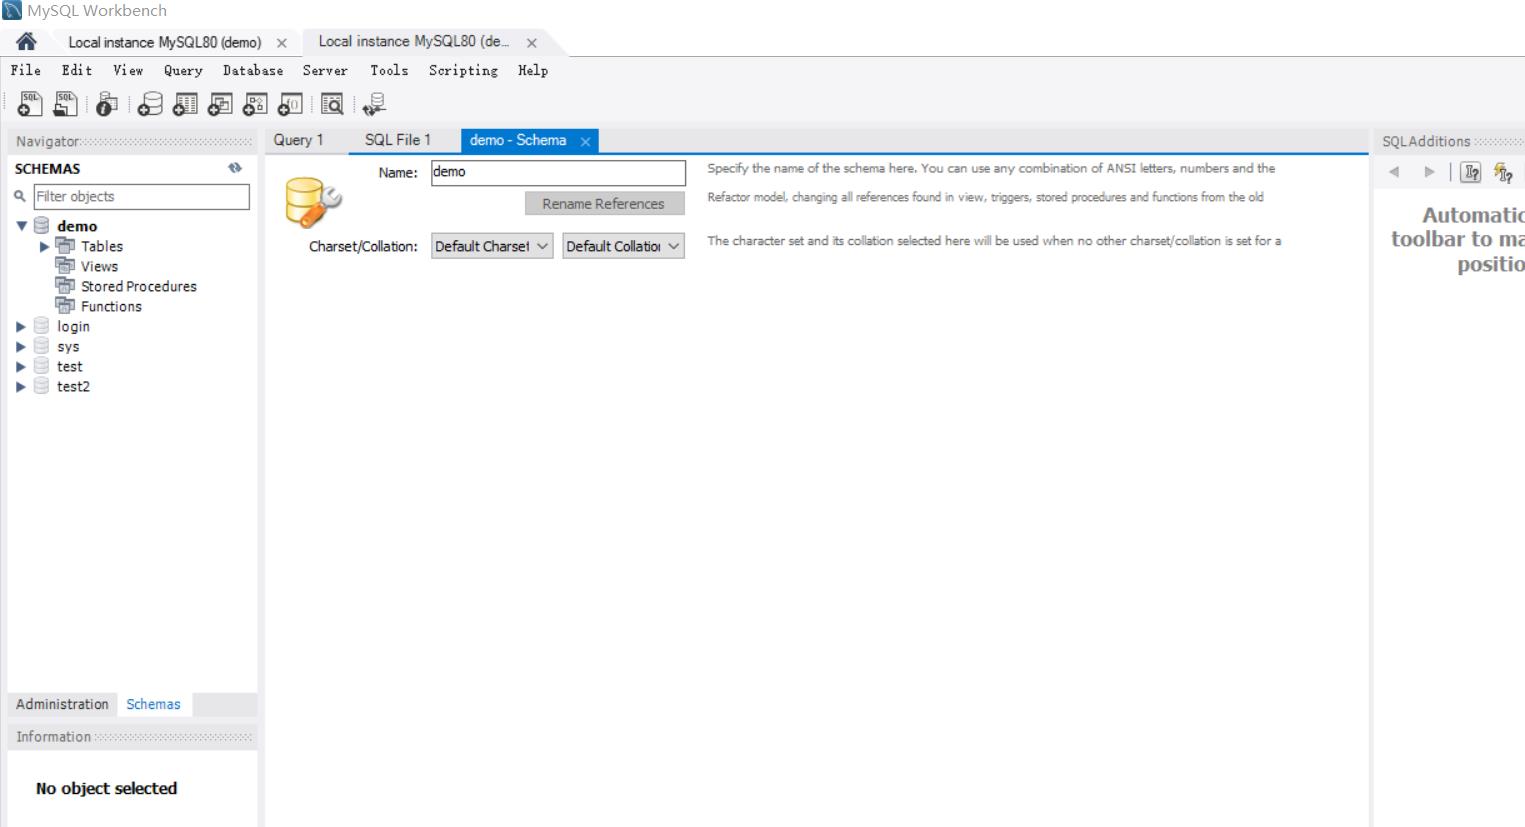 MySQL Workbench
Local instance MySQL80 (demo)
Local instance MySQL80 (de...
File Edit View Query Database Server Tools Scripting Help
Navigator
SCHEMAS
Filter objects
demo
Tables
Views
Stored Procedures
Functions
login
sys
test
test2
Administration Schemas
Information
No object selected
Query 1 SQL File 1 demo - Schema
Name: demo
Specify the name of the schema here. You can use any combination of ANSI letters, numbers and the
Rename References
Refactor model, changing all references found in view, triggers, stored procedures and functions from the old
Charset/Collation: Default Charset Default Collation
The character set and its collation selected here will be used when no other charset/collation is set for a
SQLAdditions
Automatic
toolbar to ma
positio